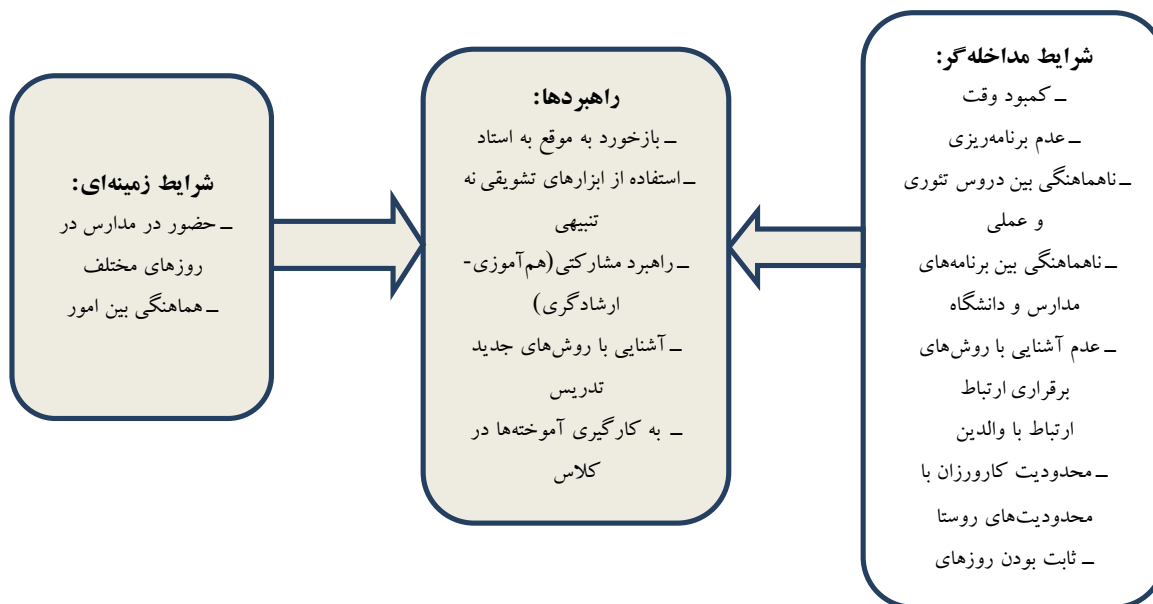 شرایط مداخله‌گر:
ـ کمبود وقت
ـ عدم برنامه‌ریزی
ـ ناهماهنگی بین دروس تئوری
و عملی
ـ ناهماهنگی بین برنامه‌های
مدارس و دانشگاه
ـ عدم آشنایی با روش‌های
برقراری ارتباط
ارتباط با والدین
ـ محدودیت کارورزان با
محدودیت‌های روستا
ـ ثابت بودن روزهای
راهبردها:
ـ بازخورد به موقع به استاد
ـ استفاده از ابزارهای تشویقی نه
تنبیهی
ـ راهبرد مشارکتی(هم‌آموزی-
ارشادگری)
ـ آشنایی با روش‌های جدید
تدریس
ـ به کارگیری آموخته‌ها در
کلاس
شرایط زمینه‌ای:
ـ حضور در مدارس در
روزهای مختلف
ـ هماهنگی بین امور